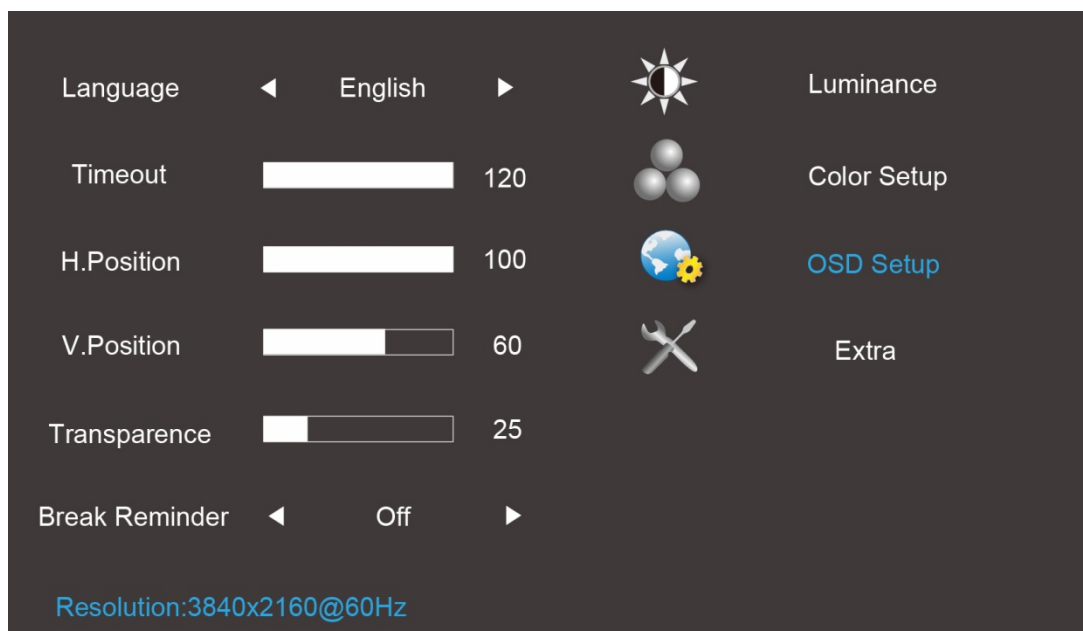 Language ◀ English ▶ Luminance
Timeout 120 Color Setup
H.Position 100 OSD Setup
V.Position 60 Extra
Transparence 25
Break Reminder ◀ Off ▶
Resolution:3840x2160@60Hz